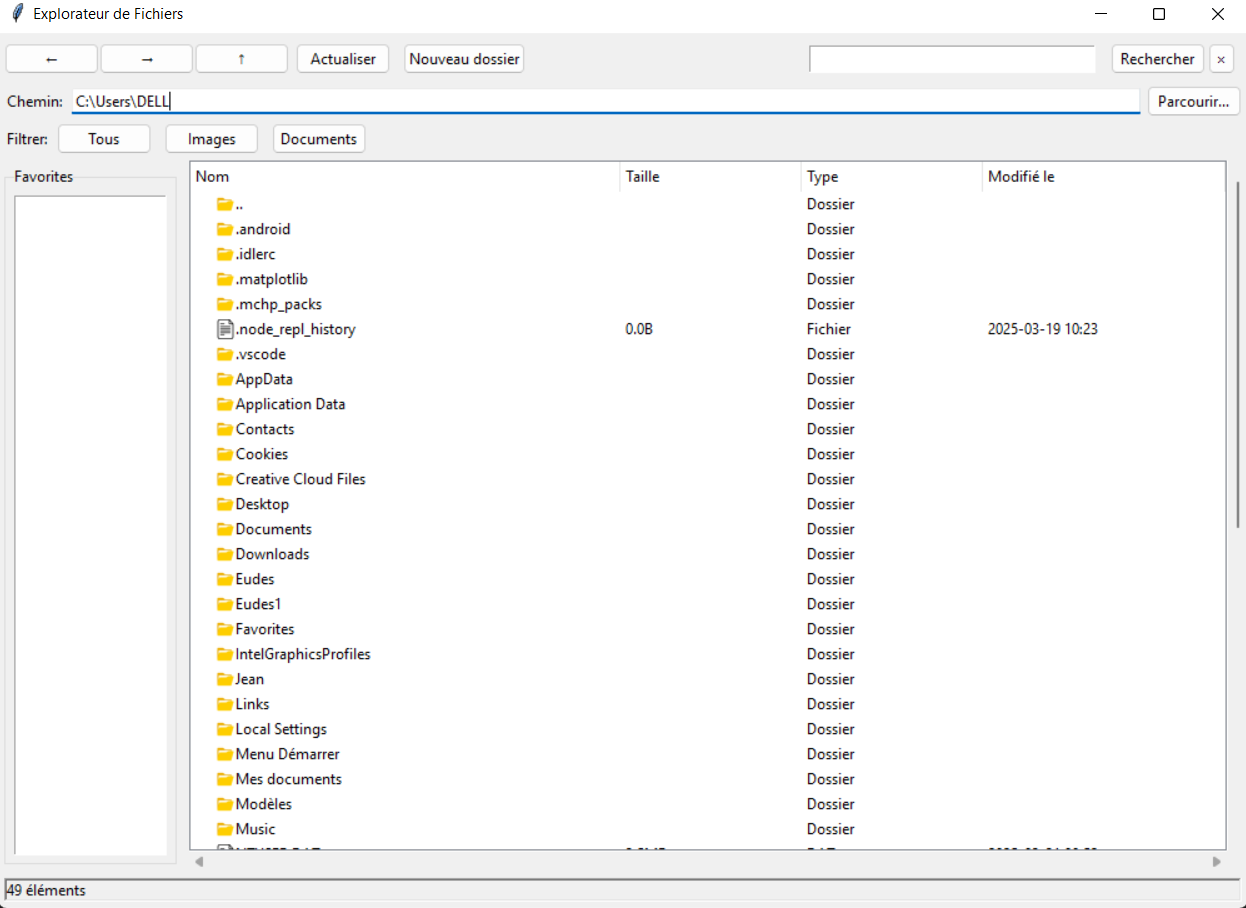 Explorateur de Fichiers
← → ↑ Actualiser Nouveau dossier Rechercher ×
Chemin: C:\Users\DELL Parcourir...
Filtrer: Tous Images Documents
Favorites
Nom Taille Type Modifié le
.. Dossier
.android Dossier
.idlerc Dossier
.matplotlib Dossier
.mchp_packs Dossier
.node_repl_history 0.0B Fichier 2025-03-19 10:23
.vscode Dossier
AppData Dossier
Application Data Dossier
Contacts Dossier
Cookies Dossier
Creative Cloud Files Dossier
Desktop Dossier
Documents Dossier
Downloads Dossier
Eudes Dossier
Eudes1 Dossier
Favorites Dossier
IntelGraphicsProfiles Dossier
Jean Dossier
Links Dossier
Local Settings Dossier
Menu Démarrer Dossier
Mes documents Dossier
Modèles Dossier
Music Dossier
49 éléments